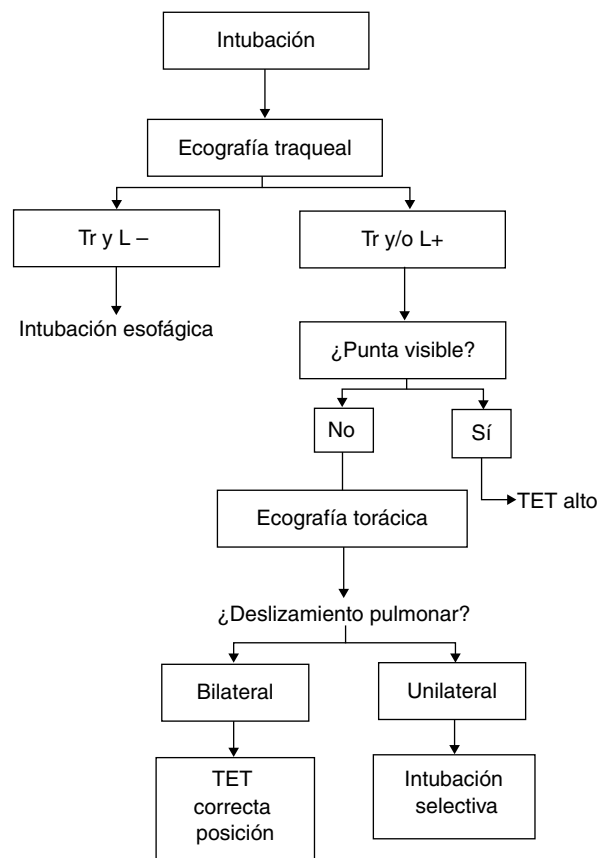 Intubación
Ecografía traqueal
Tr y L –
Tr y/o L+
Intubación esofágica
¿Punta visible?
No
Sí
TET alto
Ecografía torácica
¿Deslizamiento pulmonar?
Bilateral
Unilateral
TET
correcta
posición
Intubación
selectiva